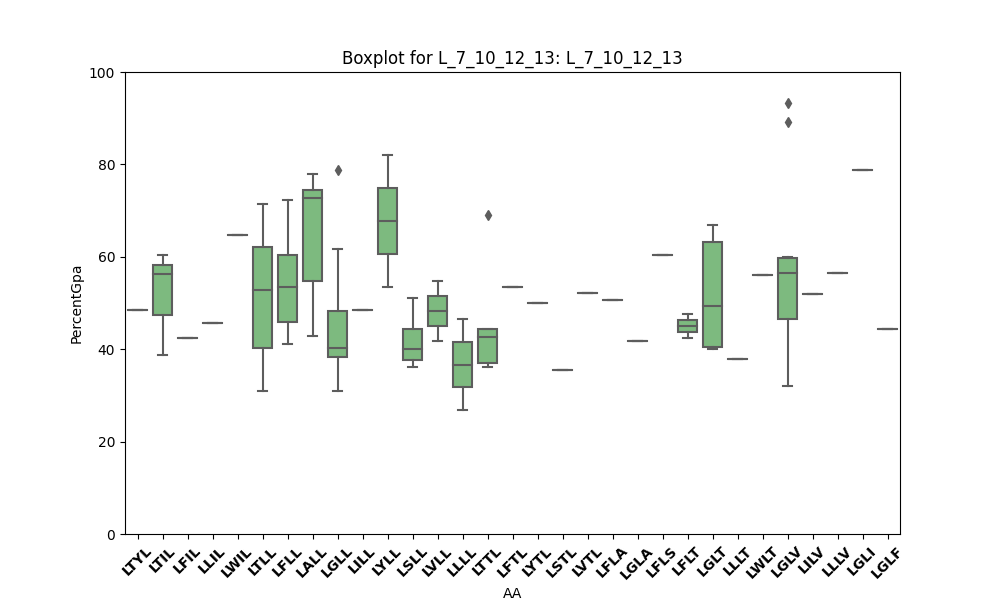 Boxplot for L_7_10_12_13: L_7_10_12_13
100
80
60
40
20
0
PercentGpa
LTYL LTIL LFIL LLIL LWIL LTLL LFLL LALL LGLL LILL LYLL LSLL LVLL LLLL LTTL LFTL LYTL LSTL LVTL LFLA LGLA LFLS LFLT LGLT LLLT LWLT LGLV LILV LLLV LGLI LGLF
AA